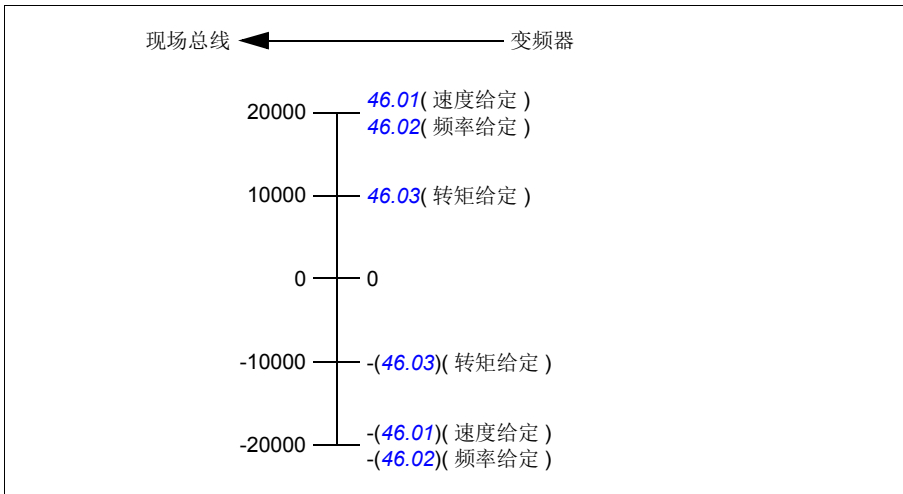 现场总线 变频器
46.01( 速度给定 )
20000
46.02( 频率给定 )
10000 46.03( 转矩给定 )
0 0
-10000 -(46.03)( 转矩给定 )
-(46.01)( 速度给定 )
-20000
-(46.02)( 频率给定 )